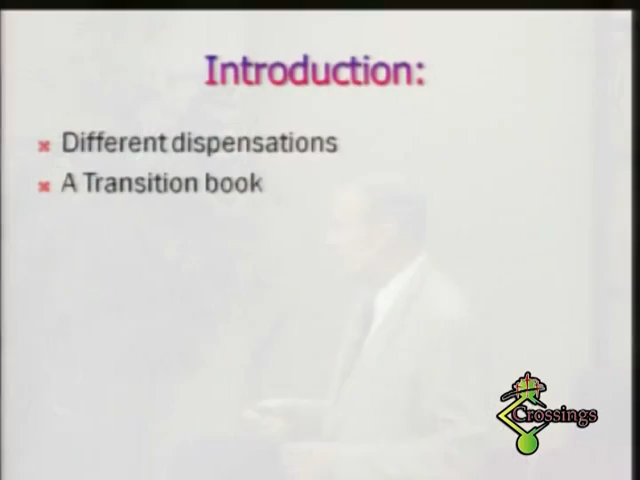 Introduction:
Different dispensations
A Transition book
Crossings